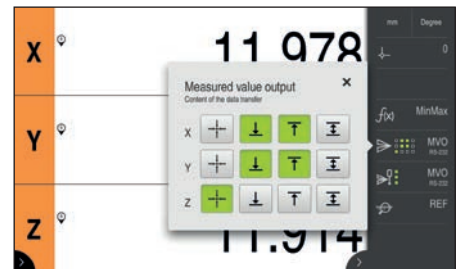 mm Degree
X 11.978
0
Measured value output ×
Content of the data transfer
X
f(x) MinMax
Y
Y
MVO
RS-232
MVO
RS-232
Z
REF
Z 11.914